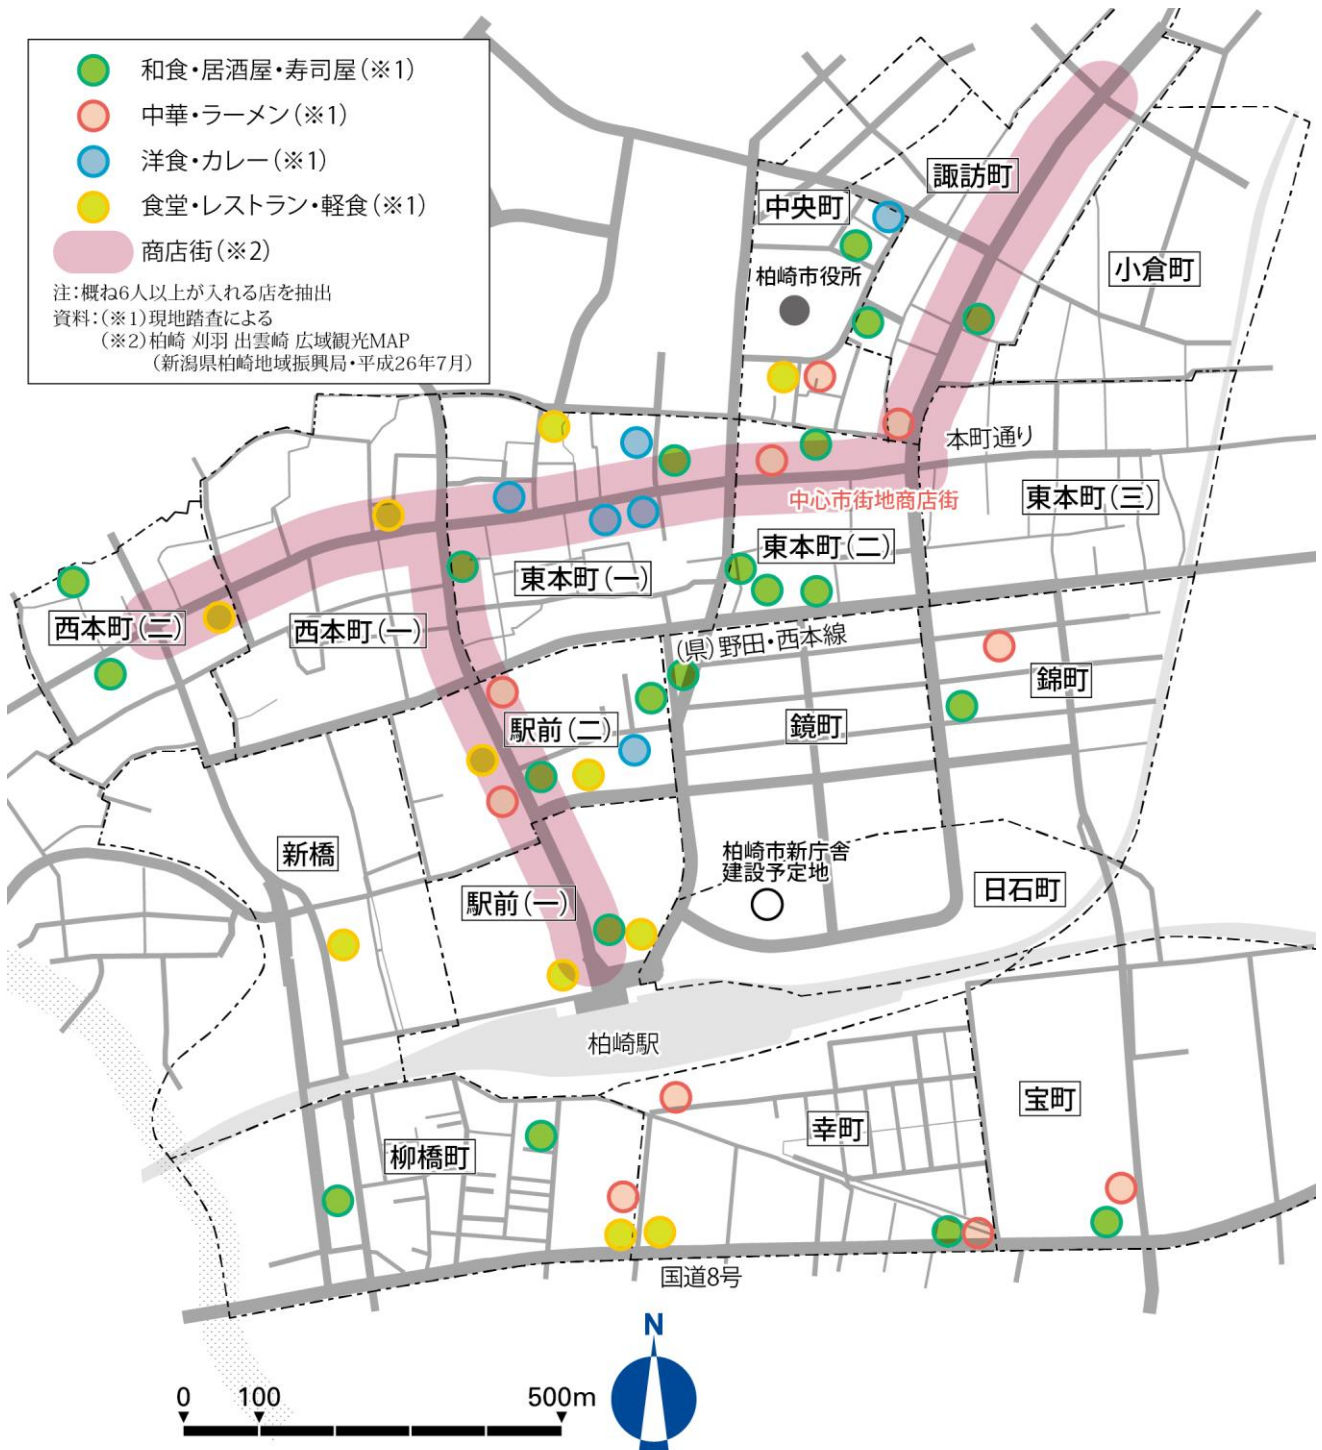 和食・居酒屋・寿司屋(※1)
中華・ラーメン(※1)
洋食・カレー(※1)
食堂・レストラン・軽食(※1)
商店街(※2)
注:概ね6人以上が入れる店を抽出
資料:(※1)現地踏査による
(※2)柏崎 刈羽 出雲崎 広域観光MAP
(新潟県柏崎地域振興局・平成26年7月)
諏訪町
中央町
小倉町
柏崎市役所
本町通り
中心市街地商店街
東本町(三)
東本町(二)
東本町(一)
西本町(二)
西本町(一)
(県)野田・西本線
錦町
駅前(二)
鏡町
新橋
柏崎市新庁舎
建設予定地
日石町
駅前(一)
柏崎駅
宝町
幸町
柳橋町
国道8号
N
0 100 500m